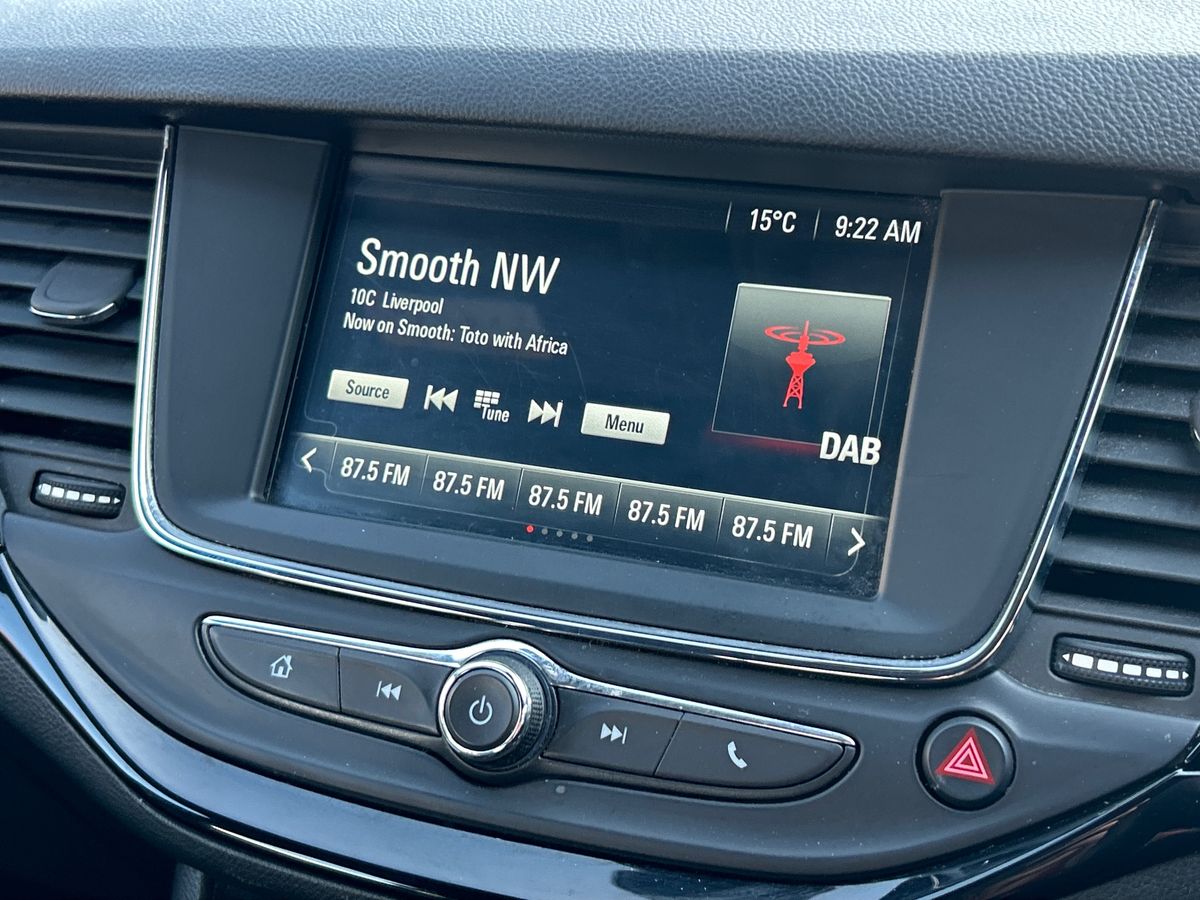 15°C 9:22 AM
Smooth NW
10C Liverpool
Now on Smooth: Toto with Africa
Source Tune Menu
DAB
87.5 FM 87.5 FM 87.5 FM 87.5 FM 87.5 FM